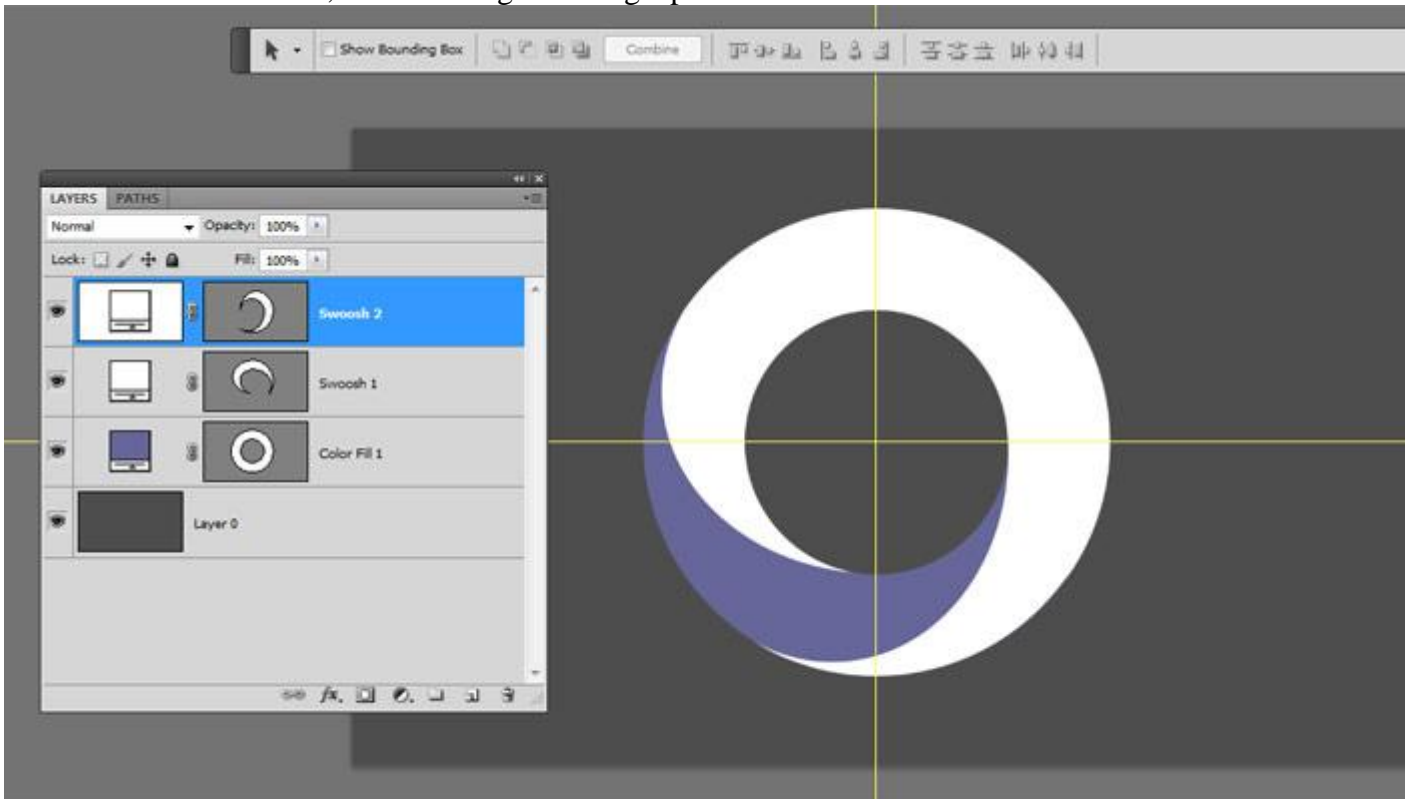 Show Bounding Box Combine
LAYERS PATHS
Normal Opacity: 100%
Lock: Fill: 100%
Swoosh 2
Swoosh 1
Color Fill 1
Layer 0
fx.